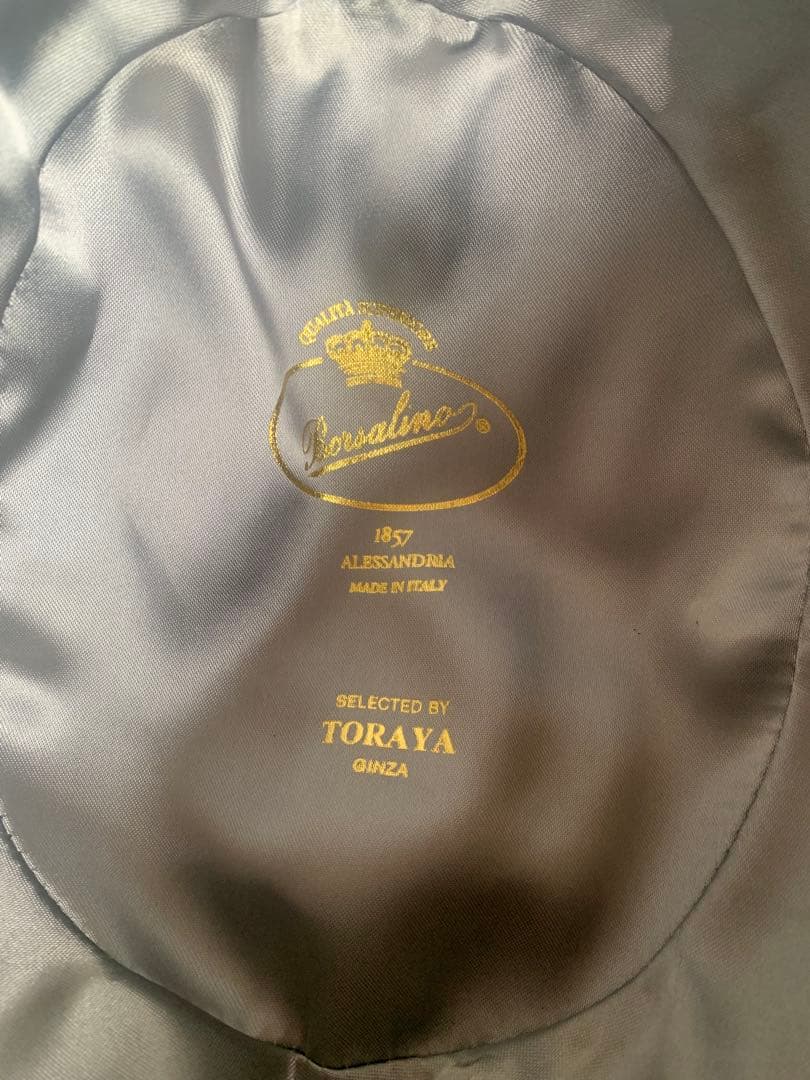 QUALITÀ SUPERIORE
Borsalino®
1857
ALESSANDRIA
MADE IN ITALY
SELECTED BY
TORAYA
GINZA